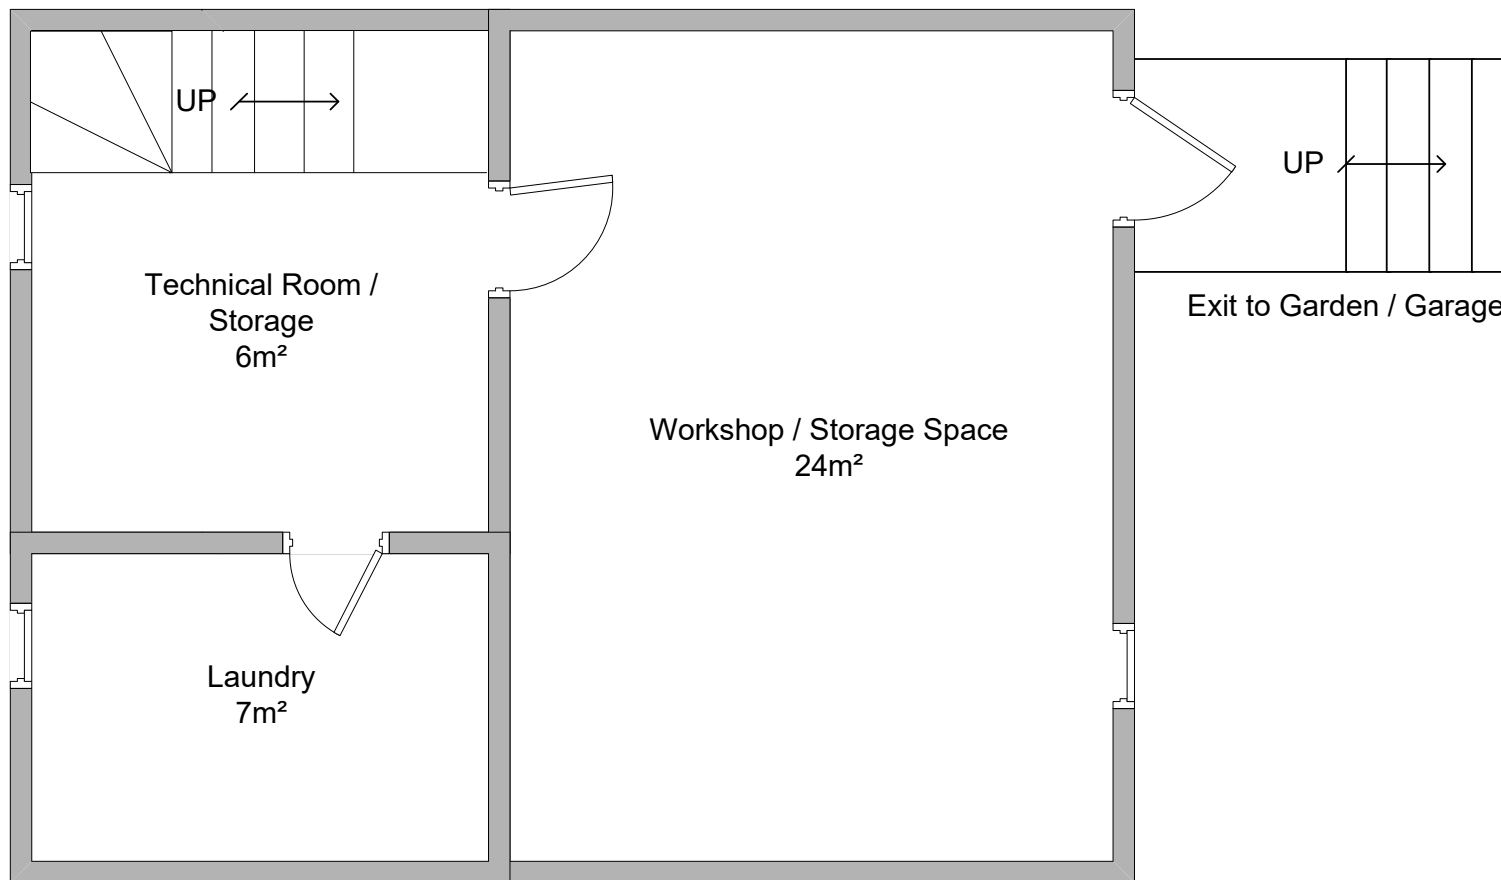 UP
UP
Technical Room /
Storage
6m²
Exit to Garden / Garage
Workshop / Storage Space
24m²
Laundry
7m²